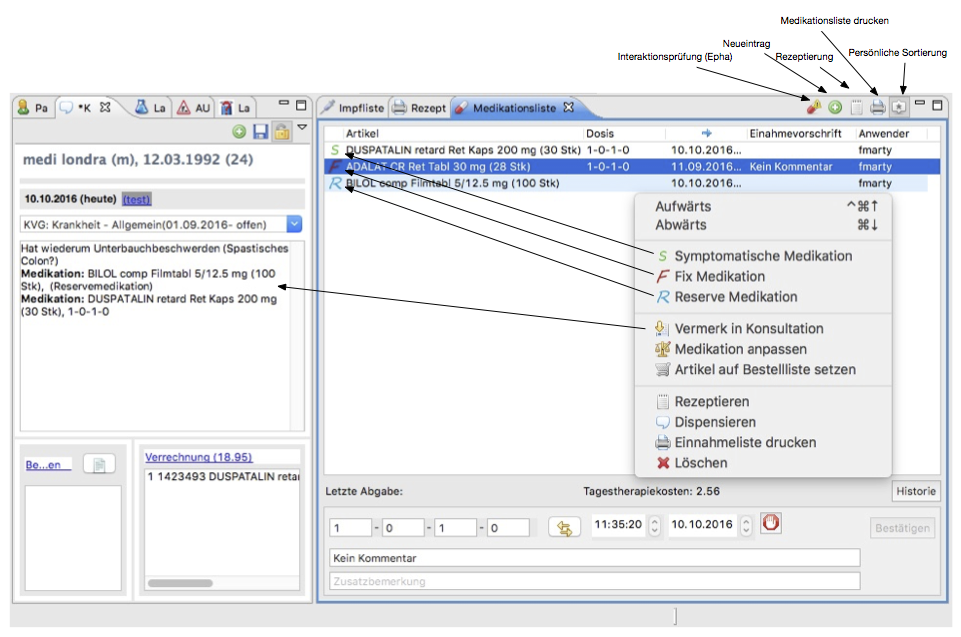 Medikationsliste drucken
Neueintrag
Interaktionsprüfung (Epha)
Rezeptierung
Persönliche Sortierung
Pa
*K
La
AU
La
medi londra (m), 12.03.1992 (24)
10.10.2016 (heute) (test)
KVG: Krankheit - Allgemein(01.09.2016- offen)
Hat wiederum Unterbauchbeschwerden (Spastisches
Colon?)
Medikation: BILOL comp Filmtabl 5/12.5 mg (100
Stk), (Reservemedikation)
Medikation: DUSPATALIN retard Ret Kaps 200 mg
(30 Stk), 1-0-1-0
Be...en
Verrechnung (18.95)
1 1423493 DUSPATALIN retar
Impfliste
Rezept
Medikationsliste
Artikel Dosis Einahmevorschrift Anwender
S DUSPATALIN retard Ret Kaps 200 mg (30 Stk) 1-0-1-0 10.10.2016... fmarty
F ADALAT CR Ret Tabl 30 mg (28 Stk) 1-0-1-0 11.09.2016... Kein Kommentar fmarty
R BILOL comp Filmtabl 5/12.5 mg (100 Stk) 10.10.2016... fmarty
Aufwärts ^⌘↑
Abwärts ⌘↓
S Symptomatische Medikation
F Fix Medikation
R Reserve Medikation
Vermerk in Konsultation
Medikation anpassen
Artikel auf Bestellliste setzen
Rezeptieren
Dispensieren
Einnahmeliste drucken
Löschen
Letzte Abgabe: Tagestherapiekosten: 2.56 Historie
1 - 0 - 1 - 0 11:35:20 10.10.2016 Bestätigen
Kein Kommentar
Zusatzbemerkung